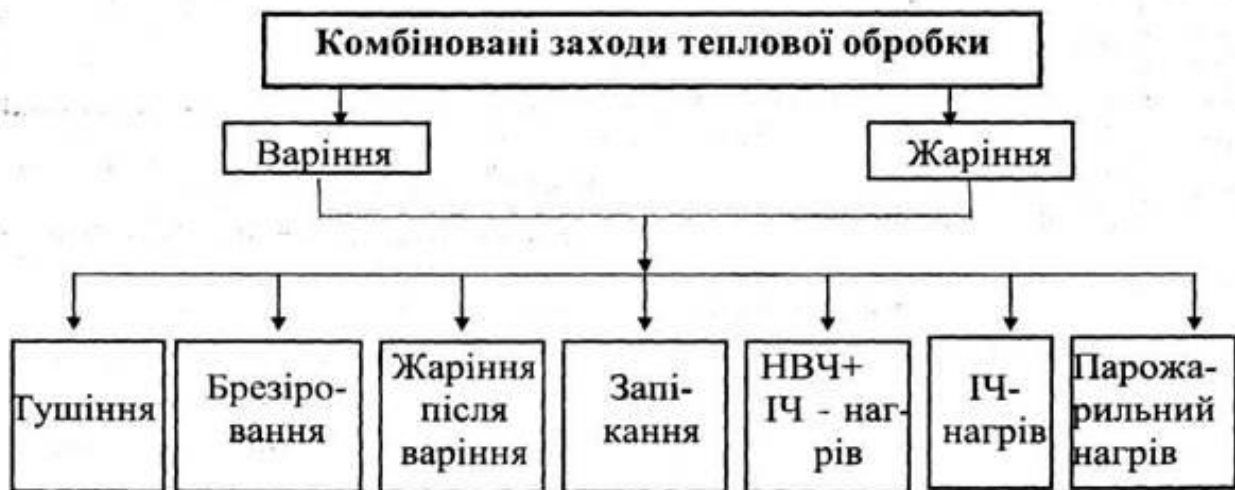 Комбіновані заходи теплової обробки
Варіння
Жаріння
Тушіння
Брезіро-
вання
Жаріння
після
варіння
Запі-
кання
НВЧ+
ІЧ - наг-
рів
ІЧ-
нагрів
Парожа-
рильний
нагрів